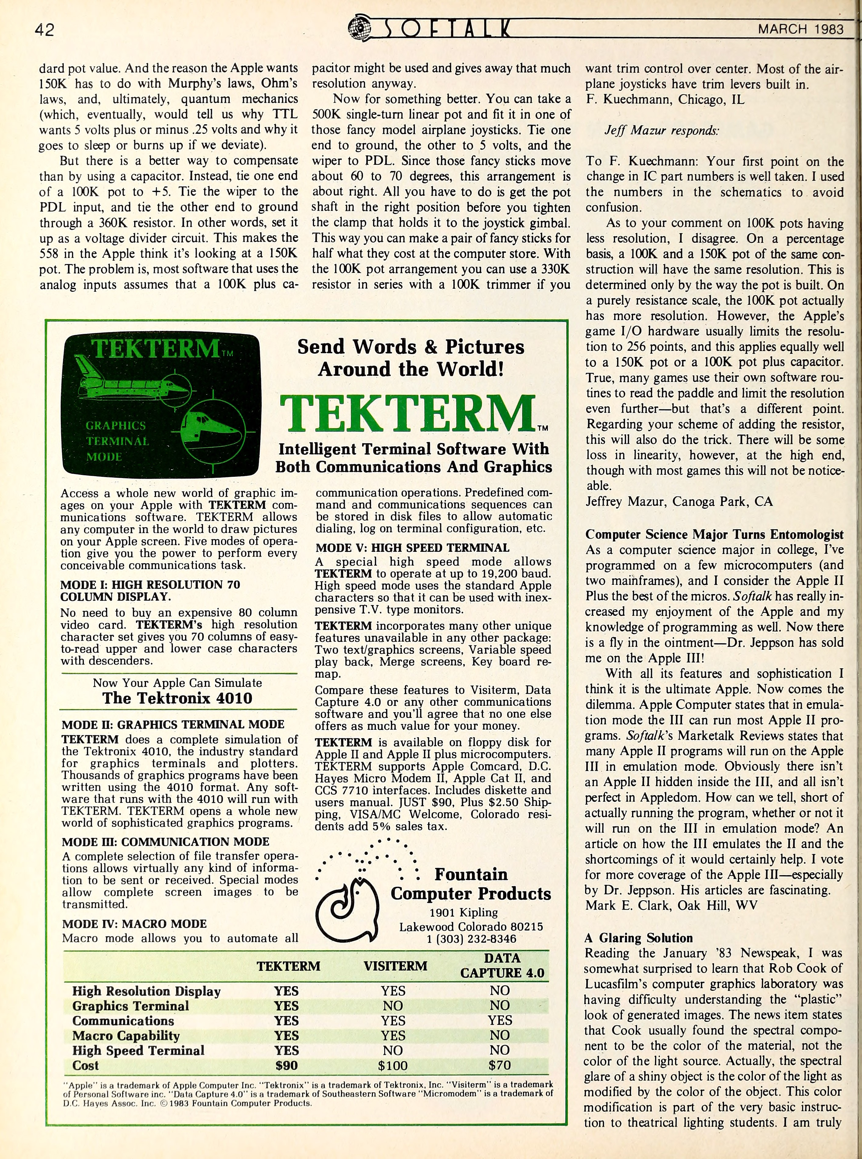 42
SOFTALK
MARCH 1983
dard pot value. And the reason the Apple wants
150K has to do with Murphy's laws, Ohm's
laws, and, ultimately, quantum mechanics
(which, eventually, would tell us why TTL
wants 5 volts plus or minus .25 volts and why it
goes to sleep or burns up if we deviate).
But there is a better way to compensate
than by using a capacitor. Instead, tie one end
of a 100K pot to +5. Tie the wiper to the
PDL input, and tie the other end to ground
through a 360K resistor. In other words, set it
up as a voltage divider circuit. This makes the
558 in the Apple think it's looking at a 150K
pot. The problem is, most software that uses the
analog inputs assumes that a 100K plus ca-
pacitor might be used and gives away that much
resolution anyway.
Now for something better. You can take a
500K single-turn linear pot and fit it in one of
those fancy model airplane joysticks. Tie one
end to ground, the other to 5 volts, and the
wiper to PDL. Since those fancy sticks move
about 60 to 70 degrees, this arrangement is
about right. All you have to do is get the pot
shaft in the right position before you tighten
the clamp that holds it to the joystick gimbal.
This way you can make a pair of fancy sticks for
half what they cost at the computer store. With
the 100K pot arrangement you can use a 330K
resistor in series with a 100K trimmer if you
want trim control over center. Most of the air-
plane joysticks have trim levers built in.
F. Kuechmann, Chicago, IL
Jeff Mazur responds:
To F. Kuechmann: Your first point on the
change in IC part numbers is well taken. I used
the numbers in the schematics to avoid
confusion.
As to your comment on 100K pots having
less resolution, I disagree. On a percentage
basis, a 100K and a 150K pot of the same con-
struction will have the same resolution. This is
determined only by the way the pot is built. On
a purely resistance scale, the 100K pot actually
has more resolution. However, the Apple's
game I/O hardware usually limits the resolu-
tion to 256 points, and this applies equally well
to a 150K pot or a 100K pot plus capacitor.
True, many games use their own software rou-
tines to read the paddle and limit the resolution
even further—but that's a different point.
Regarding your scheme of adding the resistor,
this will also do the trick. There will be some
loss in linearity, however, at the high end,
though with most games this will not be notice-
able.
Jeffrey Mazur, Canoga Park, CA
Computer Science Major Turns Entomologist
As a computer science major in college, I've
programmed on a few microcomputers (and
two mainframes), and I consider the Apple II
Plus the best of the micros. Softalk has really in-
creased my enjoyment of the Apple and my
knowledge of programming as well. Now there
is a fly in the ointment—Dr. Jeppson has sold
me on the Apple III!
With all its features and sophistication I
think it is the ultimate Apple. Now comes the
dilemma. Apple Computer states that in emula-
tion mode the III can run most Apple II pro-
grams. Softalk's Marketalk Reviews states that
many Apple II programs will run on the Apple
III in emulation mode. Obviously there isn't
an Apple II hidden inside the III, and all isn't
perfect in Appledom. How can we tell, short of
actually running the program, whether or not it
will run on the III in emulation mode? An
article on how the III emulates the II and the
shortcomings of it would certainly help. I vote
for more coverage of the Apple III—especially
by Dr. Jeppson. His articles are fascinating.
Mark E. Clark, Oak Hill, WV
A Glaring Solution
Reading the January '83 Newspeak, I was
somewhat surprised to learn that Rob Cook of
Lucasfilm's computer graphics laboratory was
having difficulty understanding the "plastic"
look of generated images. The news item states
that Cook usually found the spectral compo-
nent to be the color of the material, not the
color of the light source. Actually, the spectral
glare of a shiny object is the color of the light as
modified by the color of the object. This color
modification is part of the very basic instruc-
tion to theatrical lighting students. I am truly
TEKTERM TM
GRAPHICS
TERMINAL
MODE
Send Words & Pictures
Around the World!
TEKTERM TM
Intelligent Terminal Software With
Both Communications And Graphics
Access a whole new world of graphic im-
ages on your Apple with TEKTERM com-
munications software. TEKTERM allows
any computer in the world to draw pictures
on your Apple screen. Five modes of opera-
tion give you the power to perform every
conceivable communications task.
MODE I: HIGH RESOLUTION 70
COLUMN DISPLAY.
No need to buy an expensive 80 column
video card. TEKTERM's high resolution
character set gives you 70 columns of easy-
to-read upper and lower case characters
with descenders.
Now Your Apple Can Simulate
The Tektronix 4010
MODE II: GRAPHICS TERMINAL MODE
TEKTERM does a complete simulation of
the Tektronix 4010, the industry standard
for graphics terminals and plotters.
Thousands of graphics programs have been
written using the 4010 format. Any soft-
ware that runs with the 4010 will run with
TEKTERM. TEKTERM opens a whole new
world of sophisticated graphics programs.
MODE III: COMMUNICATION MODE
A complete selection of file transfer opera-
tions allows virtually any kind of informa-
tion to be sent or received. Special modes
allow complete screen images to be
transmitted.
MODE IV: MACRO MODE
Macro mode allows you to automate all
communication operations. Predefined com-
mand and communications sequences can
be stored in disk files to allow automatic
dialing, log on terminal configuration, etc.
MODE V: HIGH SPEED TERMINAL
A special high speed mode allows
TEKTERM to operate at up to 19,200 baud.
High speed mode uses the standard Apple
characters so that it can be used with inex-
pensive T.V. type monitors.
TEKTERM incorporates many other unique
features unavailable in any other package:
Two text/graphics screens, Variable speed
play back, Merge screens, Key board re-
map.
Compare these features to Visiterm, Data
Capture 4.0 or any other communications
software and you'll agree that no one else
offers as much value for your money.
TEKTERM is available on floppy disk for
Apple II and Apple II plus microcomputers.
TEKTERM supports Apple Comcard, D.C.
Hayes Micro Modem II, Apple Cat II, and
CCS 7710 interfaces. Includes diskette and
users manual. JUST $90, Plus $2.50 Ship-
ping, VISA/MC Welcome, Colorado resi-
dents add 5% sales tax.
Fountain
Computer Products
1901 Kipling
Lakewood Colorado 80215
1 (303) 232-8346
TEKTERM VISITERM DATA CAPTURE 4.0
High Resolution Display YES YES NO
Graphics Terminal YES NO NO
Communications YES YES YES
Macro Capability YES YES NO
High Speed Terminal YES NO NO
Cost $90 $100 $70
"Apple" is a trademark of Apple Computer Inc. "Tektronix" is a trademark of Tektronix, Inc. "Visiterm" is a trademark
of Personal Software inc. "Data Capture 4.0" is a trademark of Southeastern Software "Micromodem" is a trademark of
D.C. Hayes Assoc. Inc. © 1983 Fountain Computer Products.